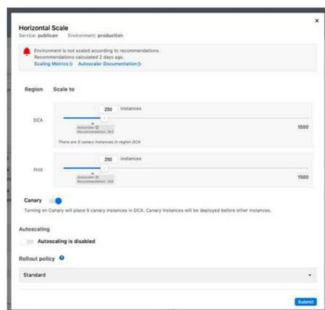 Horizontal Scale
Service: publican Environment: production
Environment is not scaled according to recommendations.
Recommendations calculated 2 days ago.
Scaling Metrics Autoscaler Documentation
Region Scale to
250 instances
DCA
1500
There are 5 canary instances in region DCA
250 instances
PHX
1500
Canary
Turning on Canary will place 5 canary instances in DCA. Canary instances will be deployed before other instances.
Autoscaling
Autoscaling is disabled
Rollout policy ?
Standard
Submit